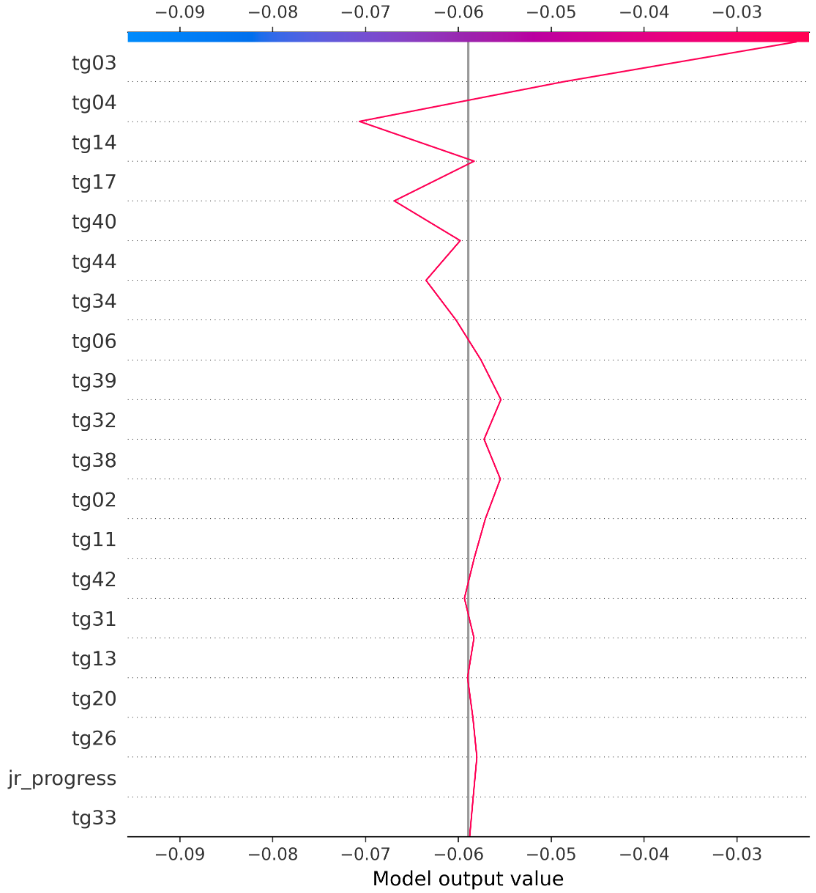 −0.09 −0.08 −0.07 −0.06 −0.05 −0.04 −0.03
tg03
tg04
tg14
tg17
tg40
tg44
tg34
tg06
tg39
tg32
tg38
tg02
tg11
tg42
tg31
tg13
tg20
tg26
jr_progress
tg33
−0.09 −0.08 −0.07 −0.06 −0.05 −0.04 −0.03
Model output value